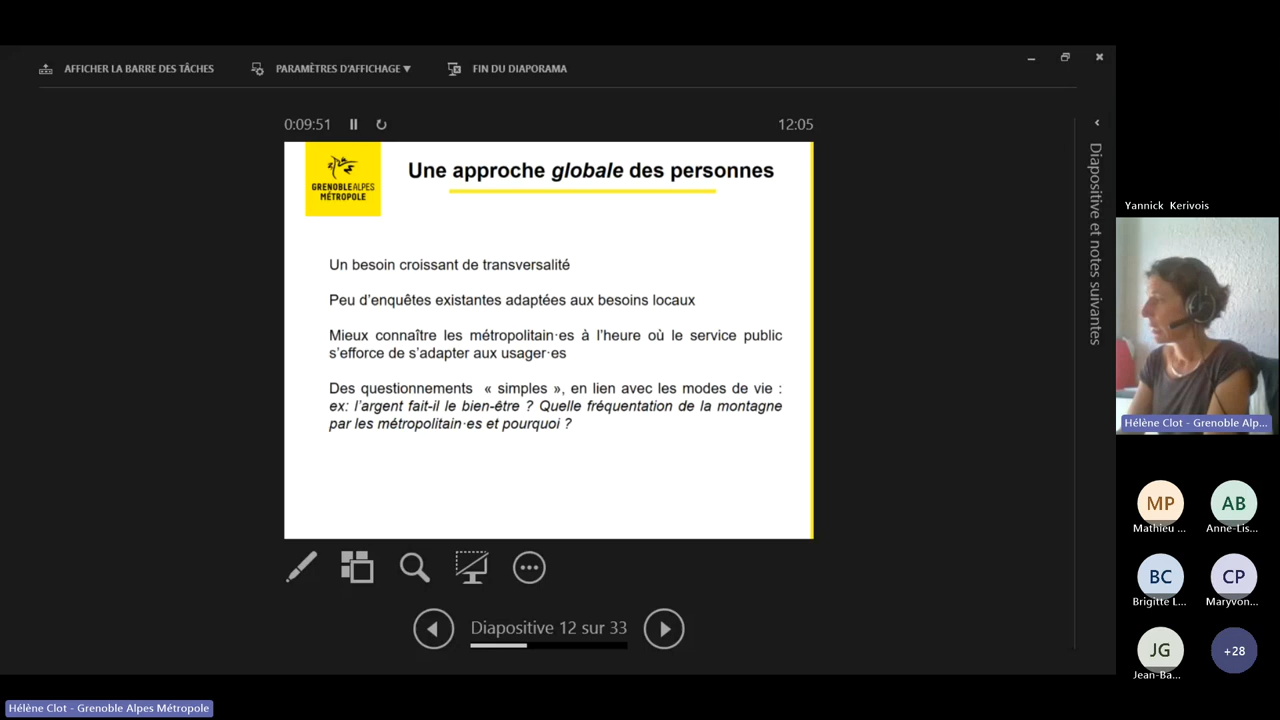 AFFICHER LA BARRE DES TÂCHES
PARAMÈTRES D'AFFICHAGE ▼
FIN DU DIAPORAMA
0:09:51
12:05
GRENOBLEALPES
MÉTROPOLE
Une approche globale des personnes
Un besoin croissant de transversalité
Peu d'enquêtes existantes adaptées aux besoins locaux
Mieux connaître les métropolitain·es à l'heure où le service public
s'efforce de s'adapter aux usager·es
Des questionnements « simples », en lien avec les modes de vie :
ex: l'argent fait-il le bien-être ? Quelle fréquentation de la montagne
par les métropolitain·es et pourquoi ?
Diapositive 12 sur 33
Diapositive et notes suivantes
Yannick Kerivois
Hélène Clot - Grenoble Alp...
MP
Mathieu ...
AB
Anne-Lis...
BC
Brigitte L...
CP
Maryvon...
JG
Jean-Ba...
+28
Hélène Clot - Grenoble Alpes Métropole